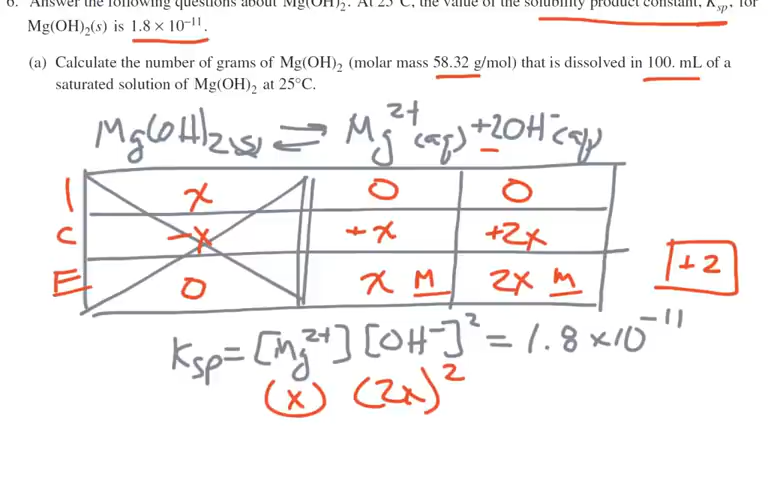 6. Answer the following questions about Mg(OH)₂. At 25°C, the value of the solubility product constant, Kₛₚ, for
Mg(OH)₂(s) is 1.8 × 10⁻¹¹.
(a) Calculate the number of grams of Mg(OH)₂ (molar mass 58.32 g/mol) that is dissolved in 100. mL of a
saturated solution of Mg(OH)₂ at 25°C.
Mg(OH)₂(s) ⇌ Mg²⁺(aq) + 2OH⁻(aq)
I x 0 0
C -x +x +2x
E 0 x M 2x M
+2
Ksp = [Mg²⁺][OH⁻]² = 1.8 × 10⁻¹¹
(x) (2x)²